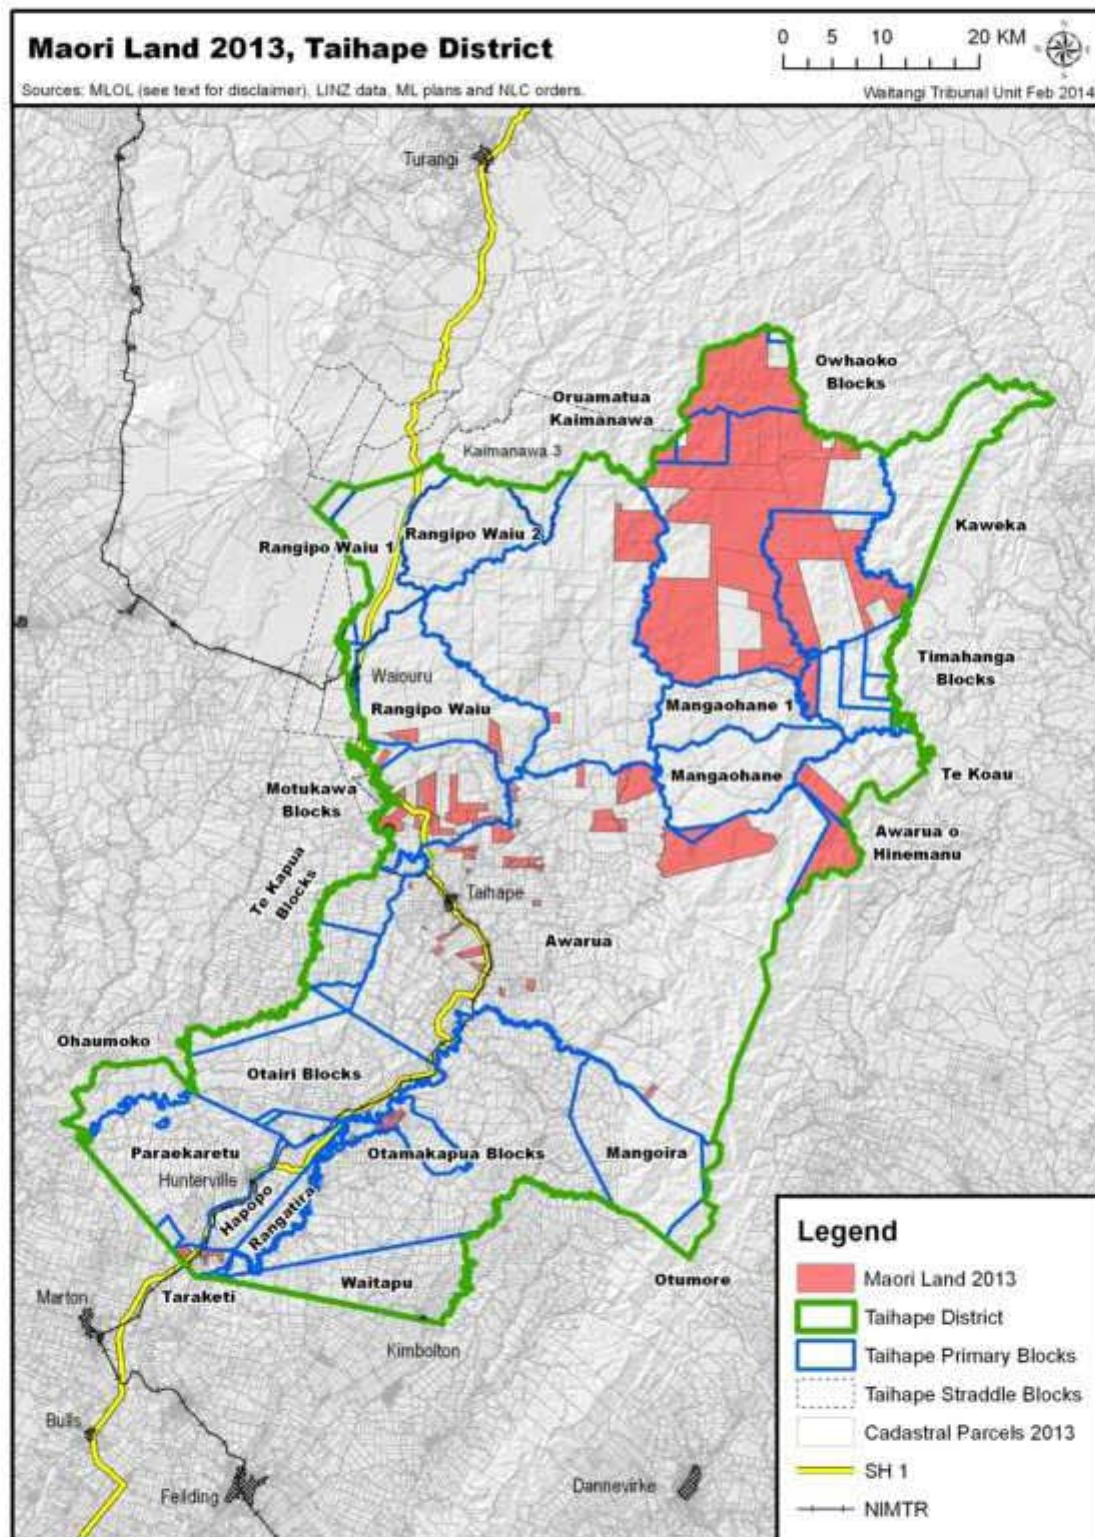 Maori Land 2013, Taihape District
0 5 10 20 KM
N
Sources: MLOL (see text for disclaimer), LINZ data, ML plans and NLC orders.
Waitangi Tribunal Unit Feb 2014
Turangi
Owhaoko
Blocks
Oruamatua
Kaimanawa
Kaimanawa 3
Rangipo Waiu 1
Rangipo Waiu 2
Kaweka
Waiouru
Timahanga
Blocks
Rangipo Waiu
Mangaohane 1
Mangaohane
Te Koau
Motukawa
Blocks
Awarua o
Hinemanu
Te Kapua
Blocks
Taihape
Awarua
Ohaumoko
Otairi Blocks
Paraekaretu
Otamakapua Blocks
Mangoira
Hunterville
Hapopo
Rangatira
Waitapu
Otumore
Taraketi
Marton
Kimbolton
Bulls
Feilding
Dannevirke
Legend
Maori Land 2013
Taihape District
Taihape Primary Blocks
Taihape Straddle Blocks
Cadastral Parcels 2013
SH 1
NIMTR